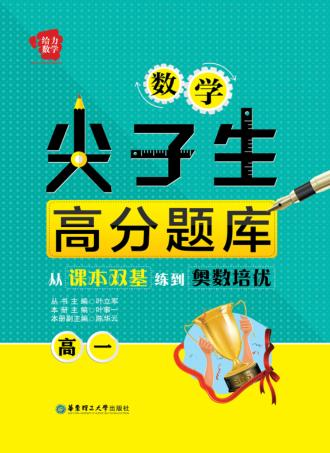 给力
数学
数学
尖子生
高分题库
从课本双基练到奥数培优
丛书主编/叶立军
本册主编/叶事一
本册副主编/陈华云
高一
华东理工大学出版社